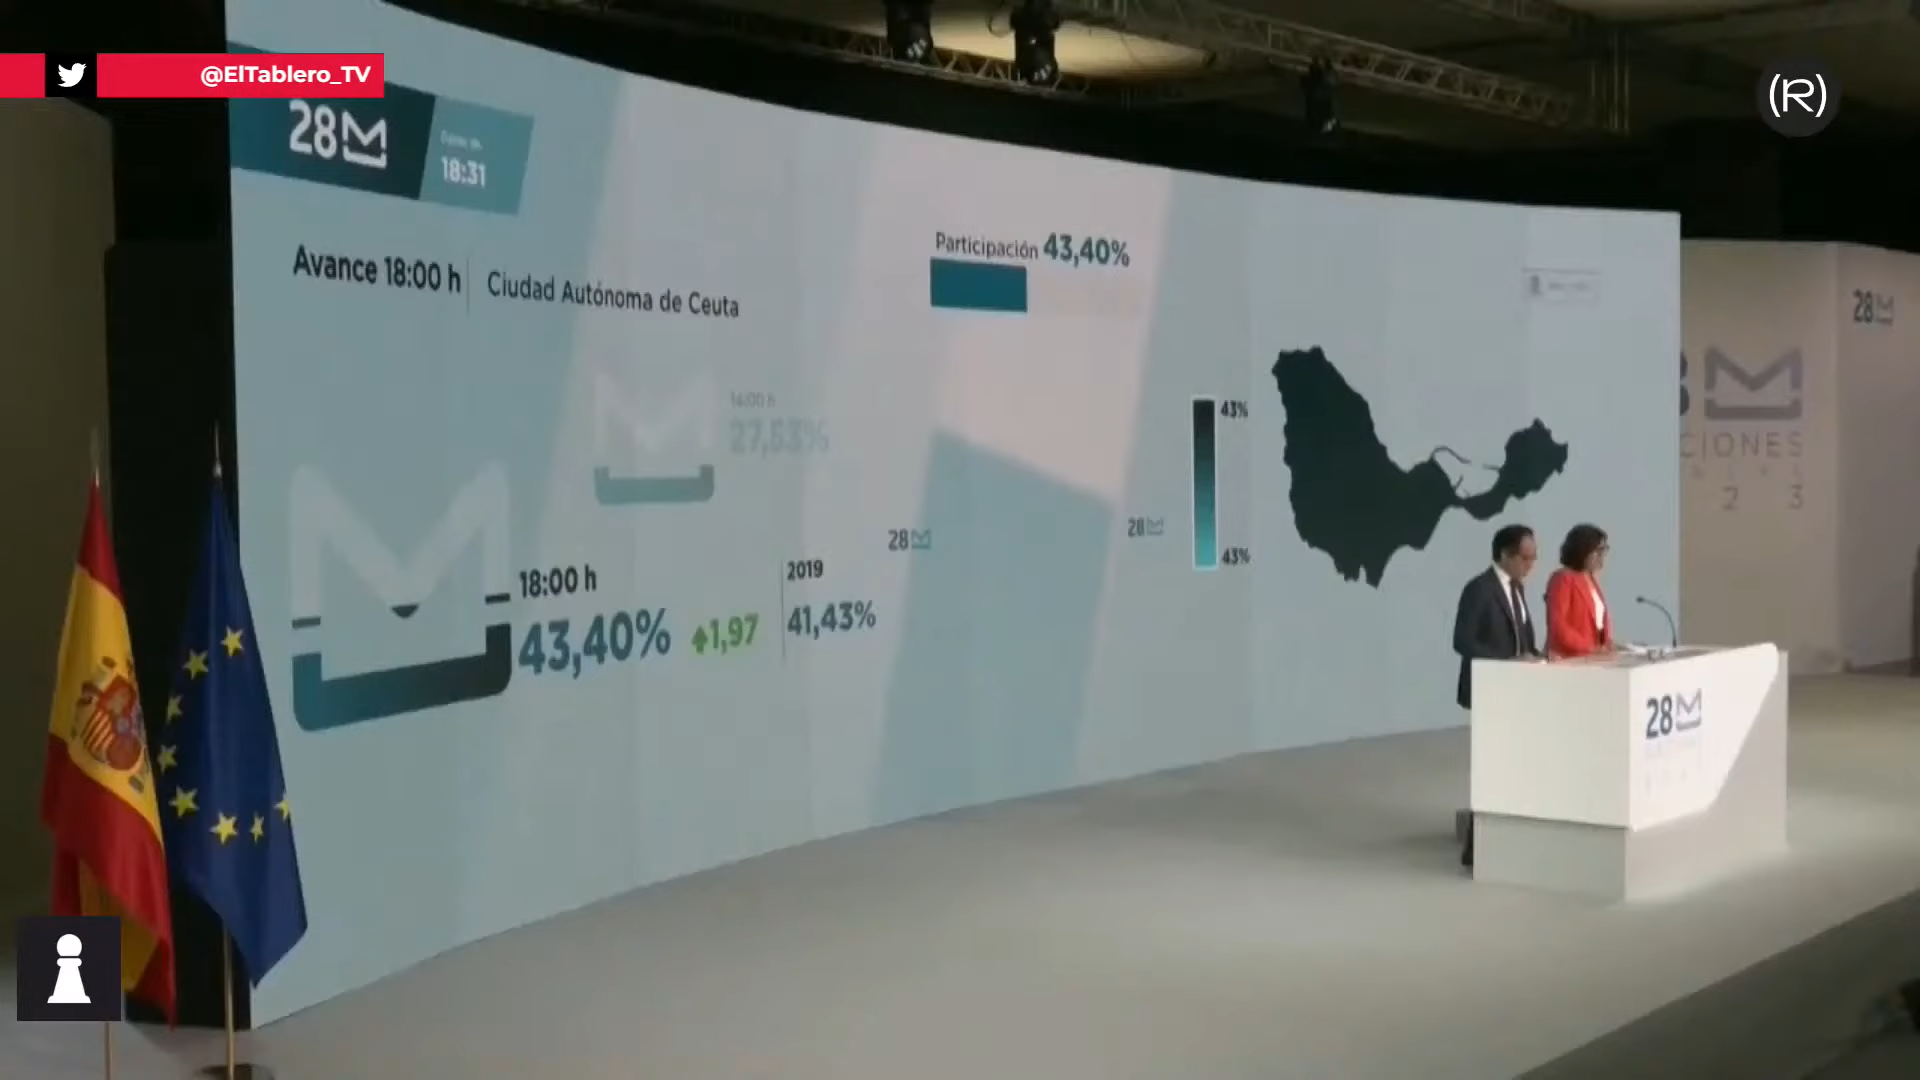 @ElTablero_TV
(R)
28M
18:31
Avance 18:00 h
Ciudad Autónoma de Ceuta
Participación 43,40%
14:00 h
27,53%
43%
43%
28M
28M
18:00 h
43,40%
1,97
2019
41,43%
28M
CIONES
2 3
28M